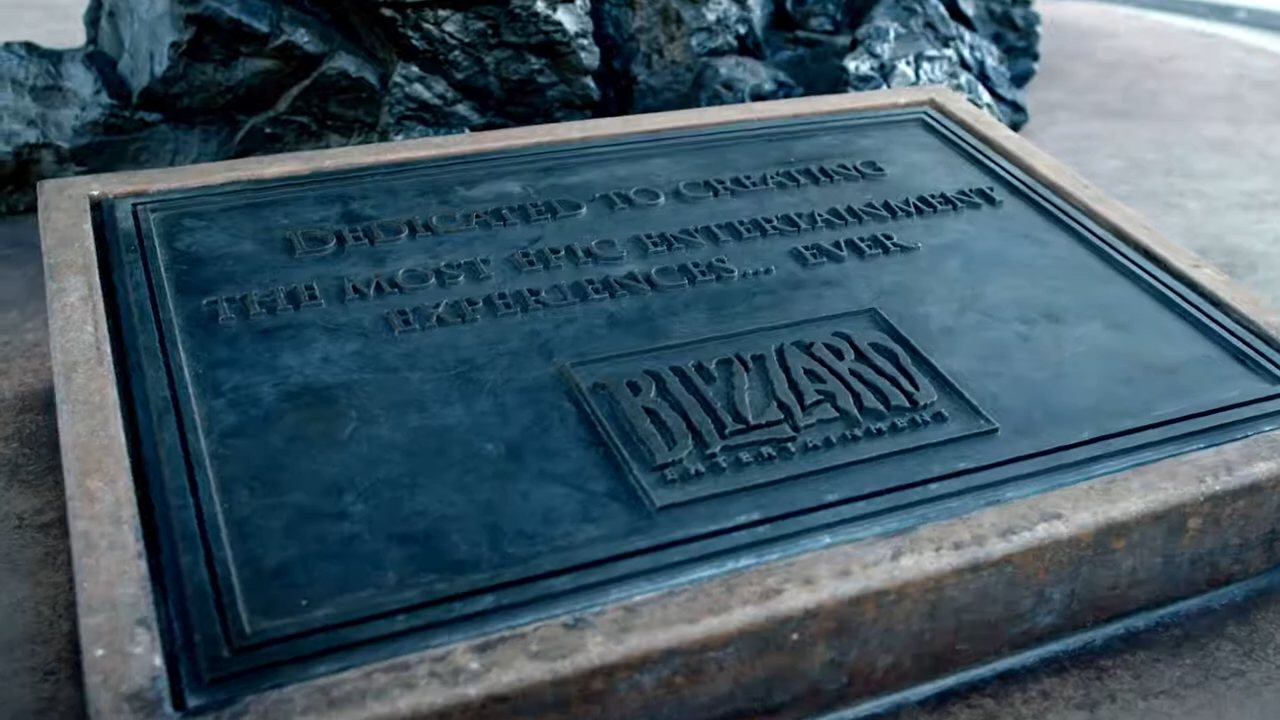 DEDICATED TO CREATING
THE MOST EPIC ENTERTAINMENT
EXPERIENCES.... EVER.
BLIZZARD
ENTERTAINMENT